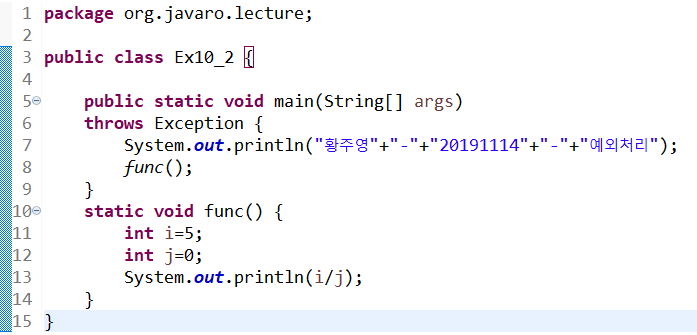 1 package org.javaro.lecture;
2
3 public class Ex10_2 {
4
5     public static void main(String[] args)
6     throws Exception {
7         System.out.println("황주영"+"-"+"20191114"+"-"+"예외처리");
8         func();
9     }
10     static void func() {
11         int i=5;
12         int j=0;
13         System.out.println(i/j);
14     }
15 }